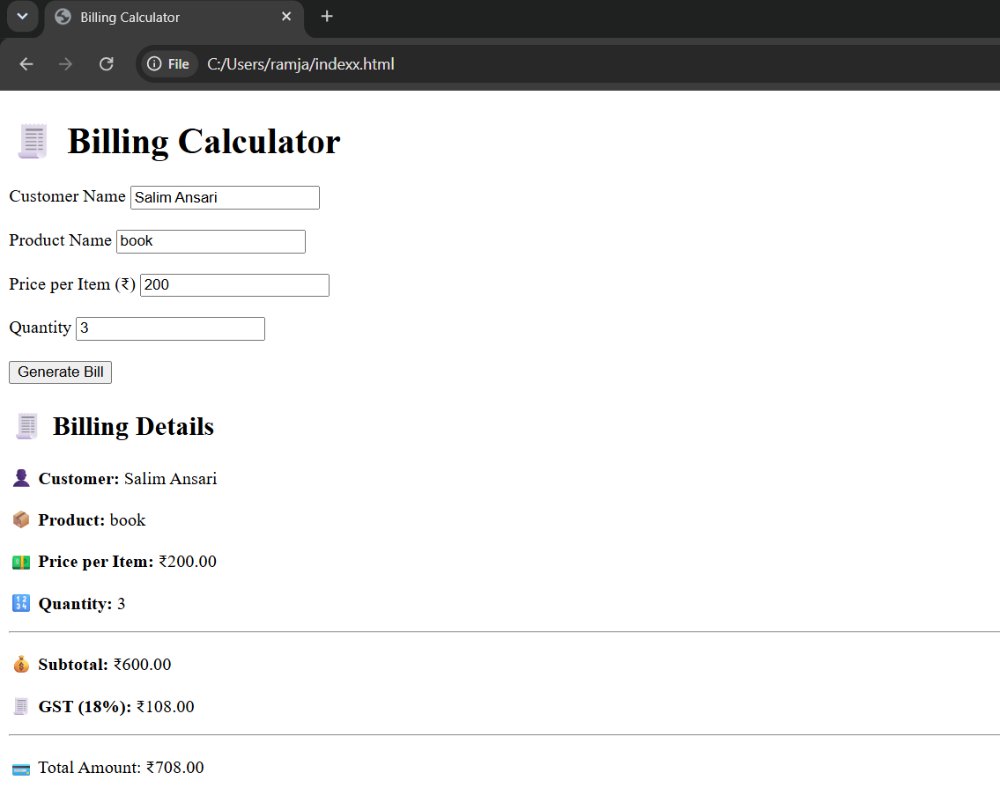 Billing Calculator
File C:/Users/ramja/indexx.html
🧾 Billing Calculator
Customer Name Salim Ansari
Product Name book
Price per Item (₹) 200
Quantity 3
Generate Bill
🧾 Billing Details
👤 Customer: Salim Ansari
📦 Product: book
💵 Price per Item: ₹200.00
🔢 Quantity: 3
💰 Subtotal: ₹600.00
🧾 GST (18%): ₹108.00
💳 Total Amount: ₹708.00